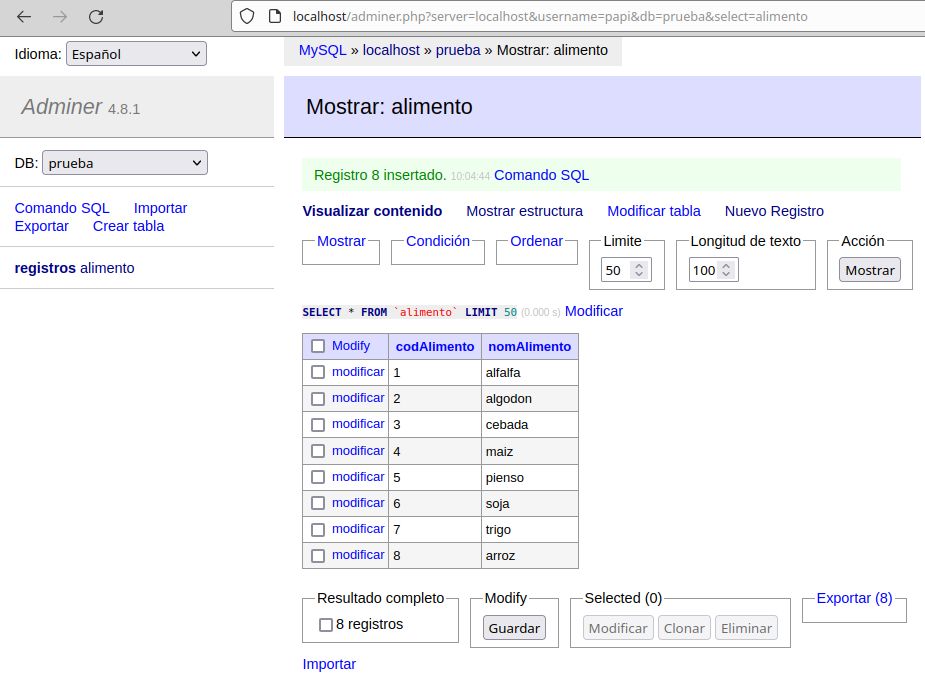 localhost/adminer.php?server=localhost&username=papi&db=prueba&select=alimento
Idioma: Español
MySQL » localhost » prueba » Mostrar: alimento
Adminer 4.8.1
Mostrar: alimento
DB: prueba
Registro 8 insertado. 10:04:44 Comando SQL
Comando SQL Importar
Exportar Crear tabla
Visualizar contenido Mostrar estructura Modificar tabla Nuevo Registro
registros alimento
Mostrar Condición Ordenar Limite Longitud de texto Acción
50 100 Mostrar
SELECT * FROM `alimento` LIMIT 50 (0.000 s) Modificar
Modify codAlimento nomAlimento
modificar 1 alfalfa
modificar 2 algodon
modificar 3 cebada
modificar 4 maiz
modificar 5 pienso
modificar 6 soja
modificar 7 trigo
modificar 8 arroz
Resultado completo Modify Selected (0) Exportar (8)
8 registros Guardar Modificar Clonar Eliminar
Importar